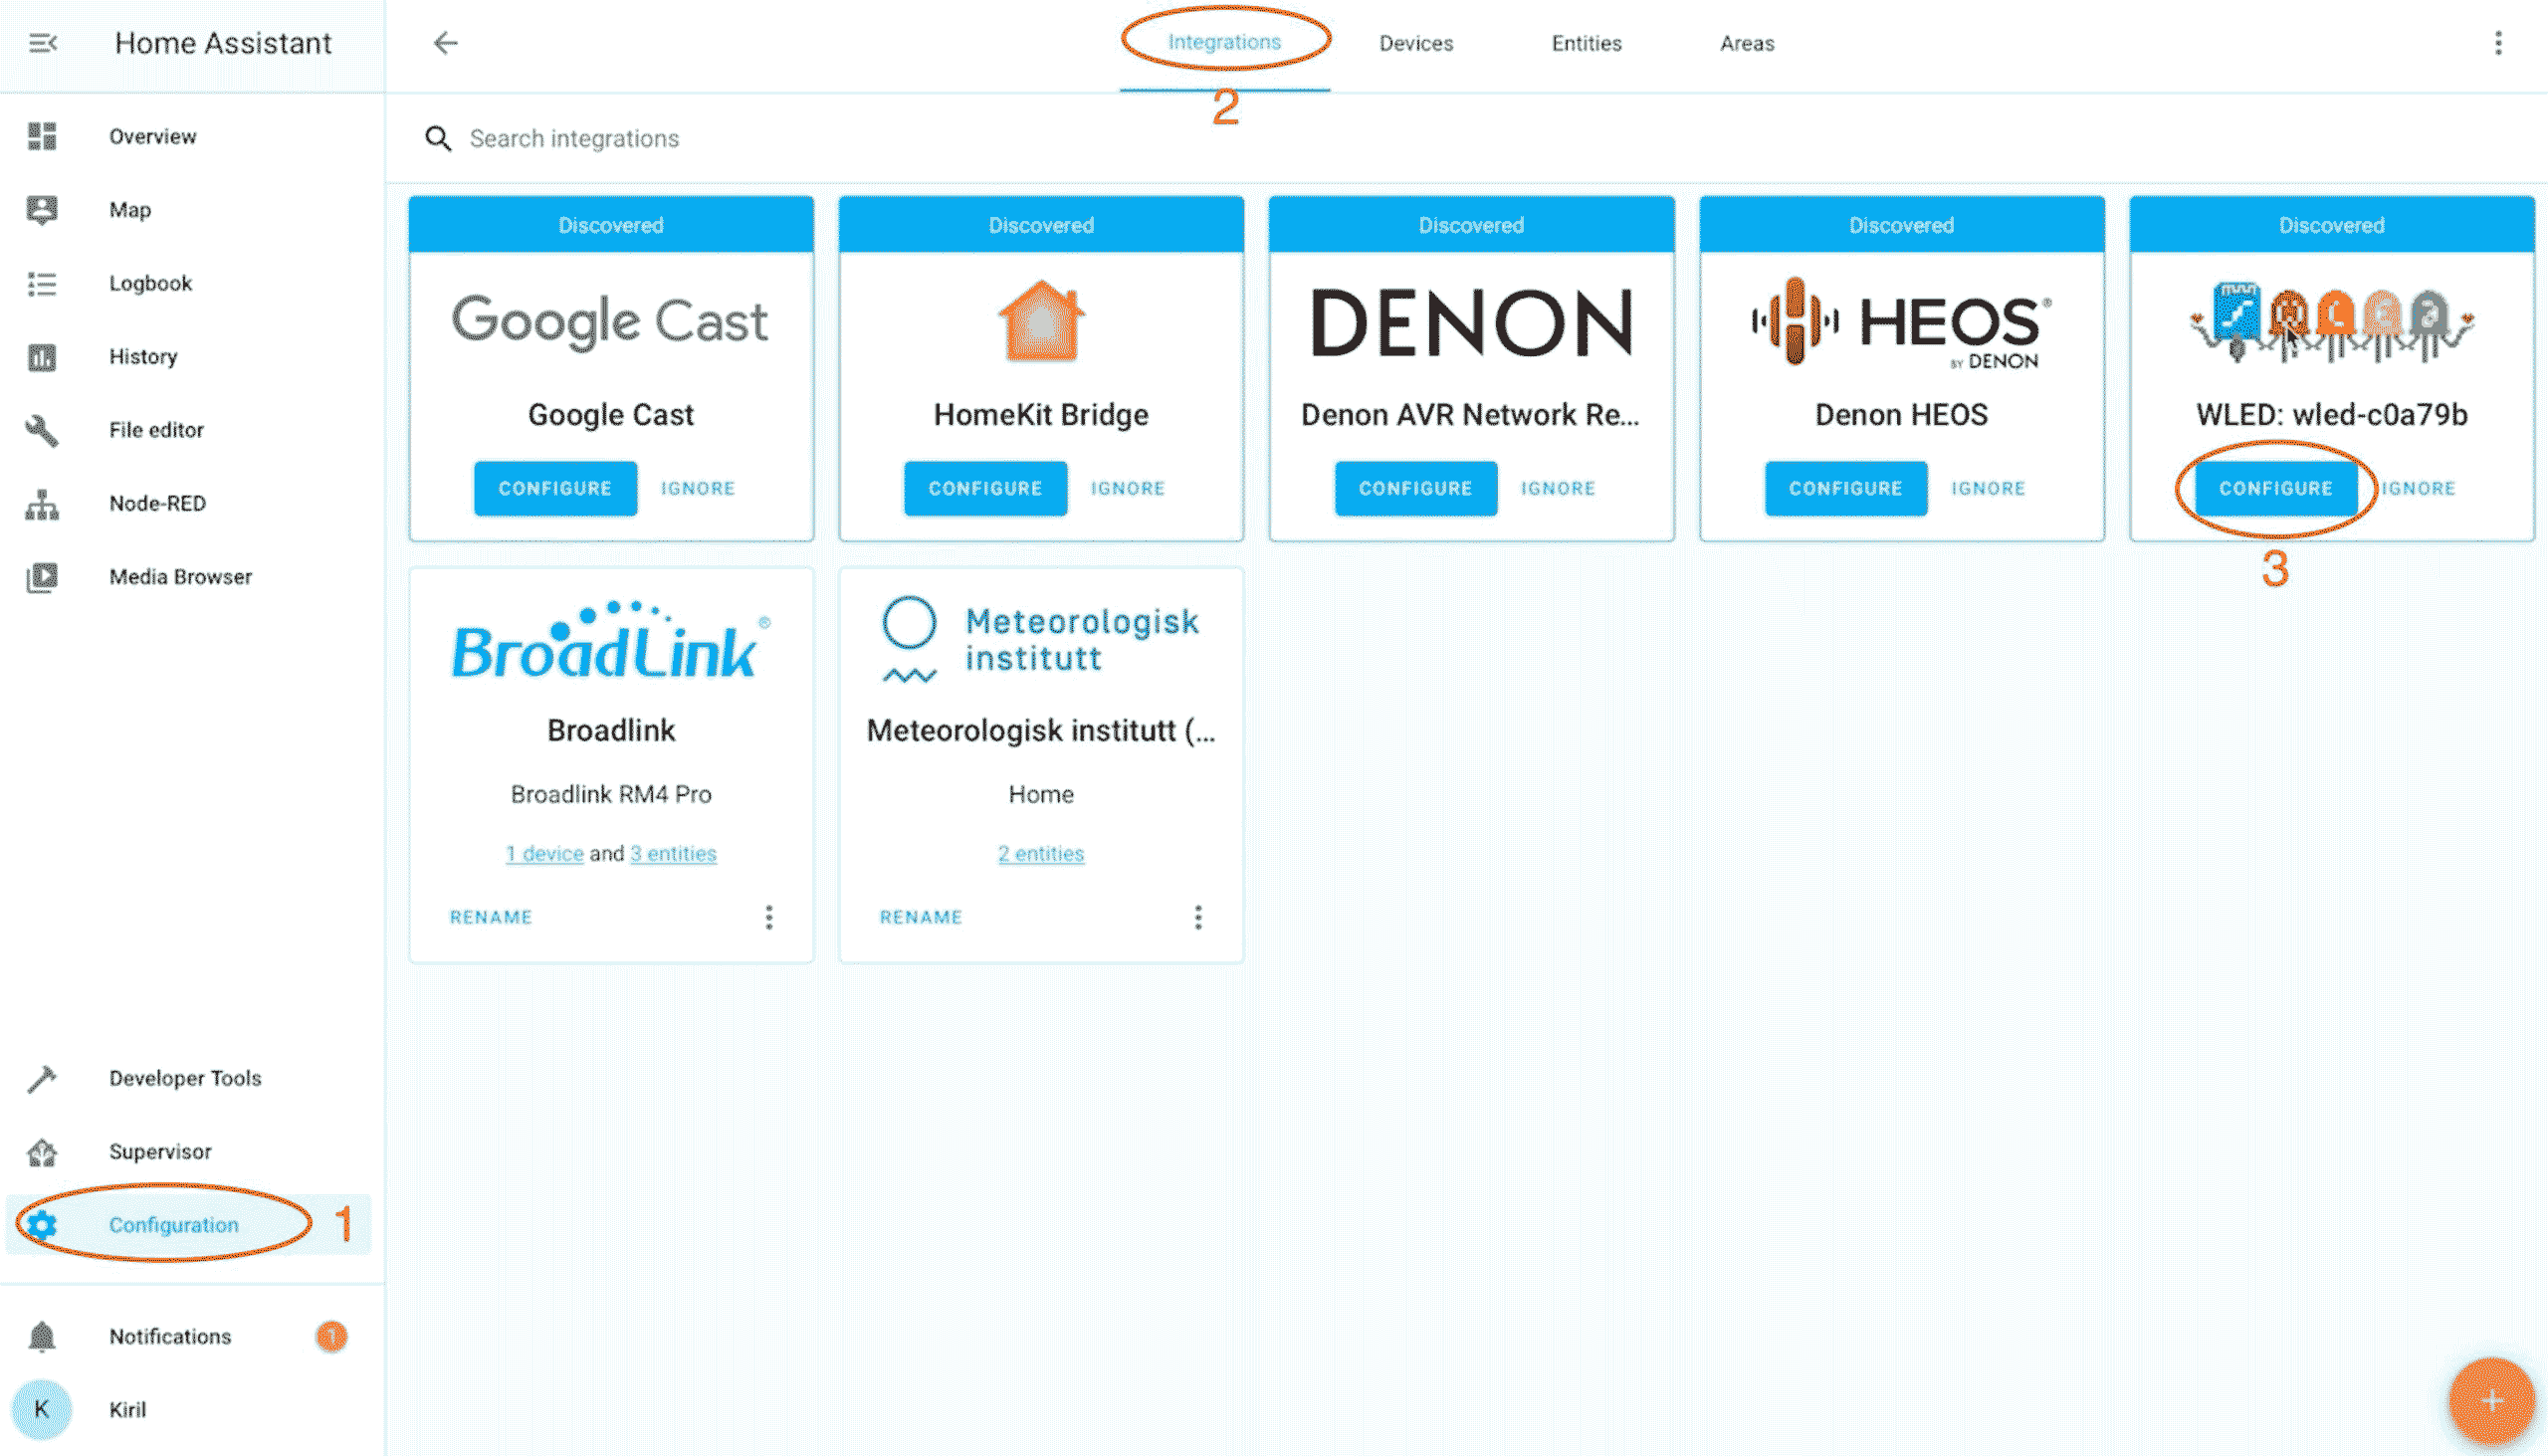 Home Assistant
Integrations
Devices
Entities
Areas
2
Search integrations
Overview
Map
Logbook
History
File editor
Node-RED
Media Browser
Developer Tools
Supervisor
Configuration 1
Notifications 1
K Kiril
Discovered
Google Cast
Google Cast
CONFIGURE IGNORE
Discovered
HomeKit Bridge
CONFIGURE IGNORE
Discovered
DENON
Denon AVR Network Re...
CONFIGURE IGNORE
Discovered
HEOS®
BY DENON
Denon HEOS
CONFIGURE IGNORE
Discovered
WLED: wled-c0a79b
CONFIGURE IGNORE
3
BroadLink®
Broadlink
Broadlink RM4 Pro
1 device and 3 entities
RENAME
Meteorologisk
institutt
Meteorologisk institutt (...
Home
2 entities
RENAME